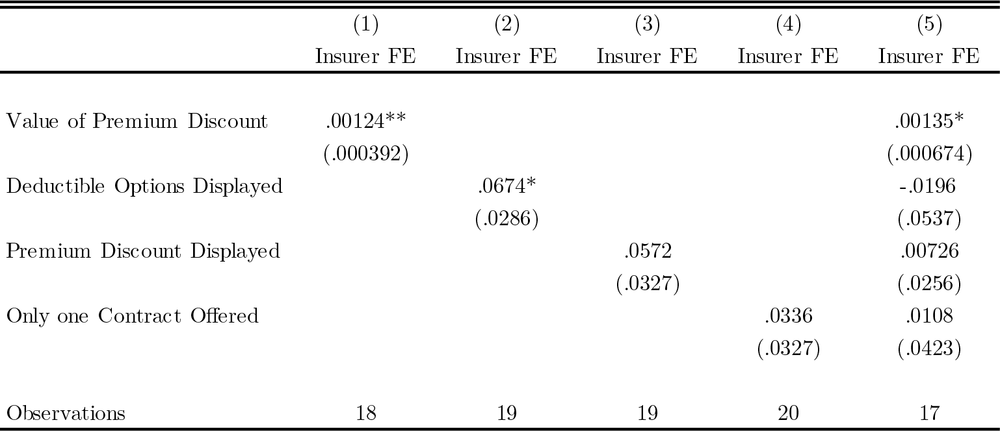 (1) (2) (3) (4) (5)
Insurer FE Insurer FE Insurer FE Insurer FE Insurer FE
Value of Premium Discount .00124** .00135*
(.000392) (.000674)
Deductible Options Displayed .0674* -.0196
(.0286) (.0537)
Premium Discount Displayed .0572 .00726
(.0327) (.0256)
Only one Contract Offered .0336 .0108
(.0327) (.0423)
Observations 18 19 19 20 17